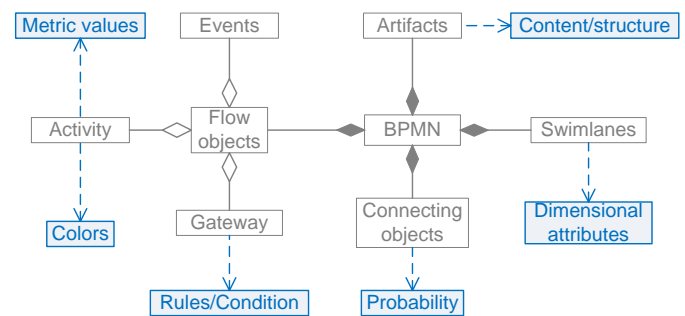 Metric values
Events
Artifacts
Content/structure
Activity
Flow
objects
BPMN
Swimlanes
Colors
Gateway
Connecting
objects
Dimensional
attributes
Rules/Condition
Probability